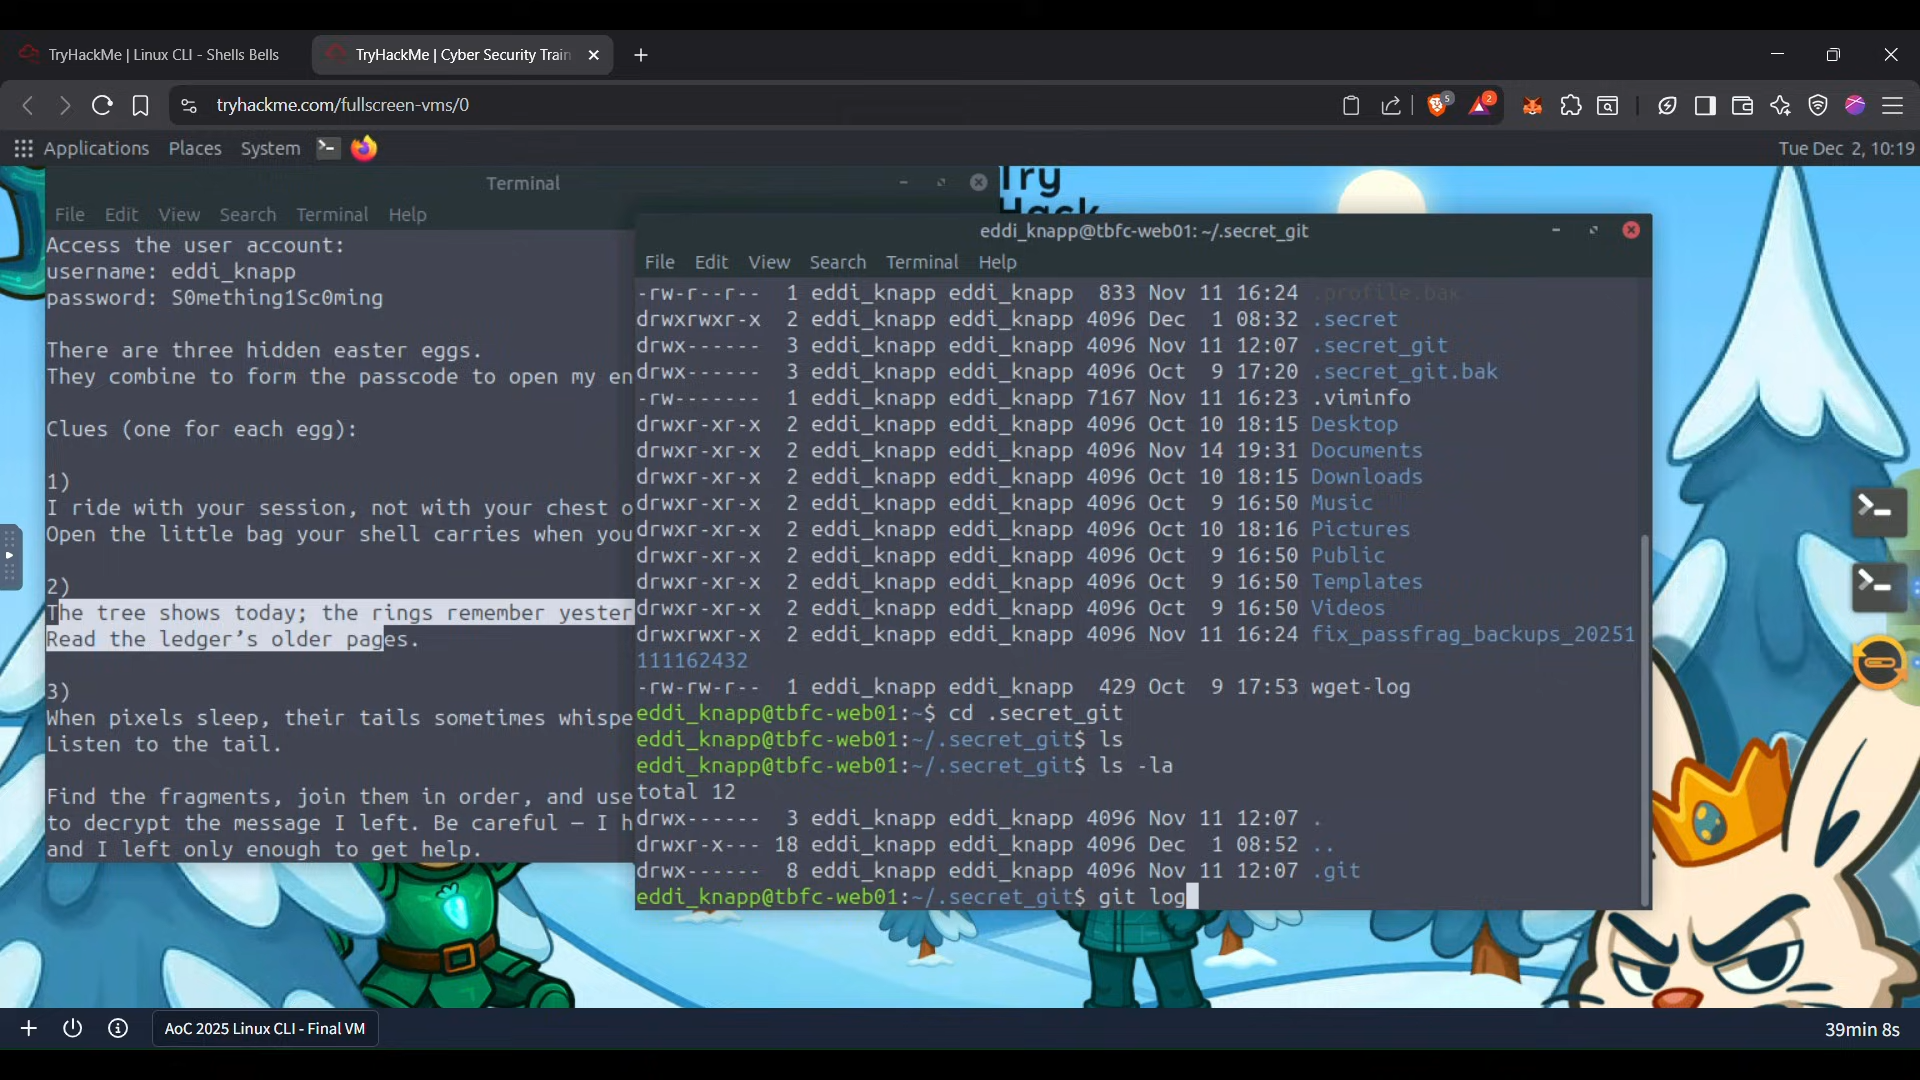 TryHackMe | Linux CLI - Shells Bells
TryHackMe | Cyber Security Train
tryhackme.com/fullscreen-vms/0
5
2
Applications Places System
Tue Dec 2, 10:19
Terminal
File Edit View Search Terminal Help
Access the user account:
username: eddi_knapp
password: S0mething1Sc0ming
There are three hidden easter eggs.
They combine to form the passcode to open my en
Clues (one for each egg):
1)
I ride with your session, not with your chest o
Open the little bag your shell carries when you
2)
The tree shows today; the rings remember yester
Read the ledger’s older pages.
3)
When pixels sleep, their tails sometimes whispe
Listen to the tail.
Find the fragments, join them in order, and use
to decrypt the message I left. Be careful — I h
and I left only enough to get help.
Try
Hack
eddi_knapp@tbfc-web01: ~/.secret_git
File Edit View Search Terminal Help
-rw-r--r-- 1 eddi_knapp eddi_knapp 833 Nov 11 16:24 .profile.bak
drwxrwxr-x 2 eddi_knapp eddi_knapp 4096 Dec 1 08:32 .secret
drwx------ 3 eddi_knapp eddi_knapp 4096 Nov 11 12:07 .secret_git
drwx------ 3 eddi_knapp eddi_knapp 4096 Oct 9 17:20 .secret_git.bak
-rw------- 1 eddi_knapp eddi_knapp 7167 Nov 11 16:23 .viminfo
drwxr-xr-x 2 eddi_knapp eddi_knapp 4096 Oct 10 18:15 Desktop
drwxr-xr-x 2 eddi_knapp eddi_knapp 4096 Nov 14 19:31 Documents
drwxr-xr-x 2 eddi_knapp eddi_knapp 4096 Oct 10 18:15 Downloads
drwxr-xr-x 2 eddi_knapp eddi_knapp 4096 Oct 9 16:50 Music
drwxr-xr-x 2 eddi_knapp eddi_knapp 4096 Oct 10 18:16 Pictures
drwxr-xr-x 2 eddi_knapp eddi_knapp 4096 Oct 9 16:50 Public
drwxr-xr-x 2 eddi_knapp eddi_knapp 4096 Oct 9 16:50 Templates
drwxr-xr-x 2 eddi_knapp eddi_knapp 4096 Oct 9 16:50 Videos
drwxrwxr-x 2 eddi_knapp eddi_knapp 4096 Nov 11 16:24 fix_passfrag_backups_20251
111162432
-rw-rw-r-- 1 eddi_knapp eddi_knapp 429 Oct 9 17:53 wget-log
eddi_knapp@tbfc-web01:~$ cd .secret_git
eddi_knapp@tbfc-web01:~/.secret_git$ ls
eddi_knapp@tbfc-web01:~/.secret_git$ ls -la
total 12
drwx------ 3 eddi_knapp eddi_knapp 4096 Nov 11 12:07 .
drwxr-x--- 18 eddi_knapp eddi_knapp 4096 Dec 1 08:52 ..
drwx------ 8 eddi_knapp eddi_knapp 4096 Nov 11 12:07 .git
eddi_knapp@tbfc-web01:~/.secret_git$ git log
AoC 2025 Linux CLI - Final VM
39min 8s